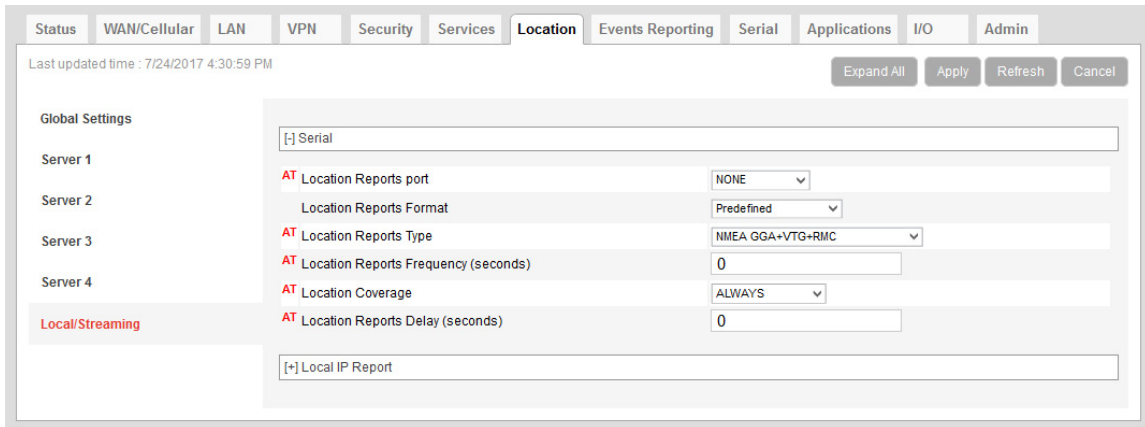 Status WAN/Cellular LAN VPN Security Services Location Events Reporting Serial Applications I/O Admin
Last updated time : 7/24/2017 4:30:59 PM
Expand All Apply Refresh Cancel
Global Settings
Server 1
Server 2
Server 3
Server 4
Local/Streaming
[-] Serial
AT Location Reports port NONE
Location Reports Format Predefined
AT Location Reports Type NMEA GGA+VTG+RMC
AT Location Reports Frequency (seconds) 0
AT Location Coverage ALWAYS
AT Location Reports Delay (seconds) 0
[+] Local IP Report